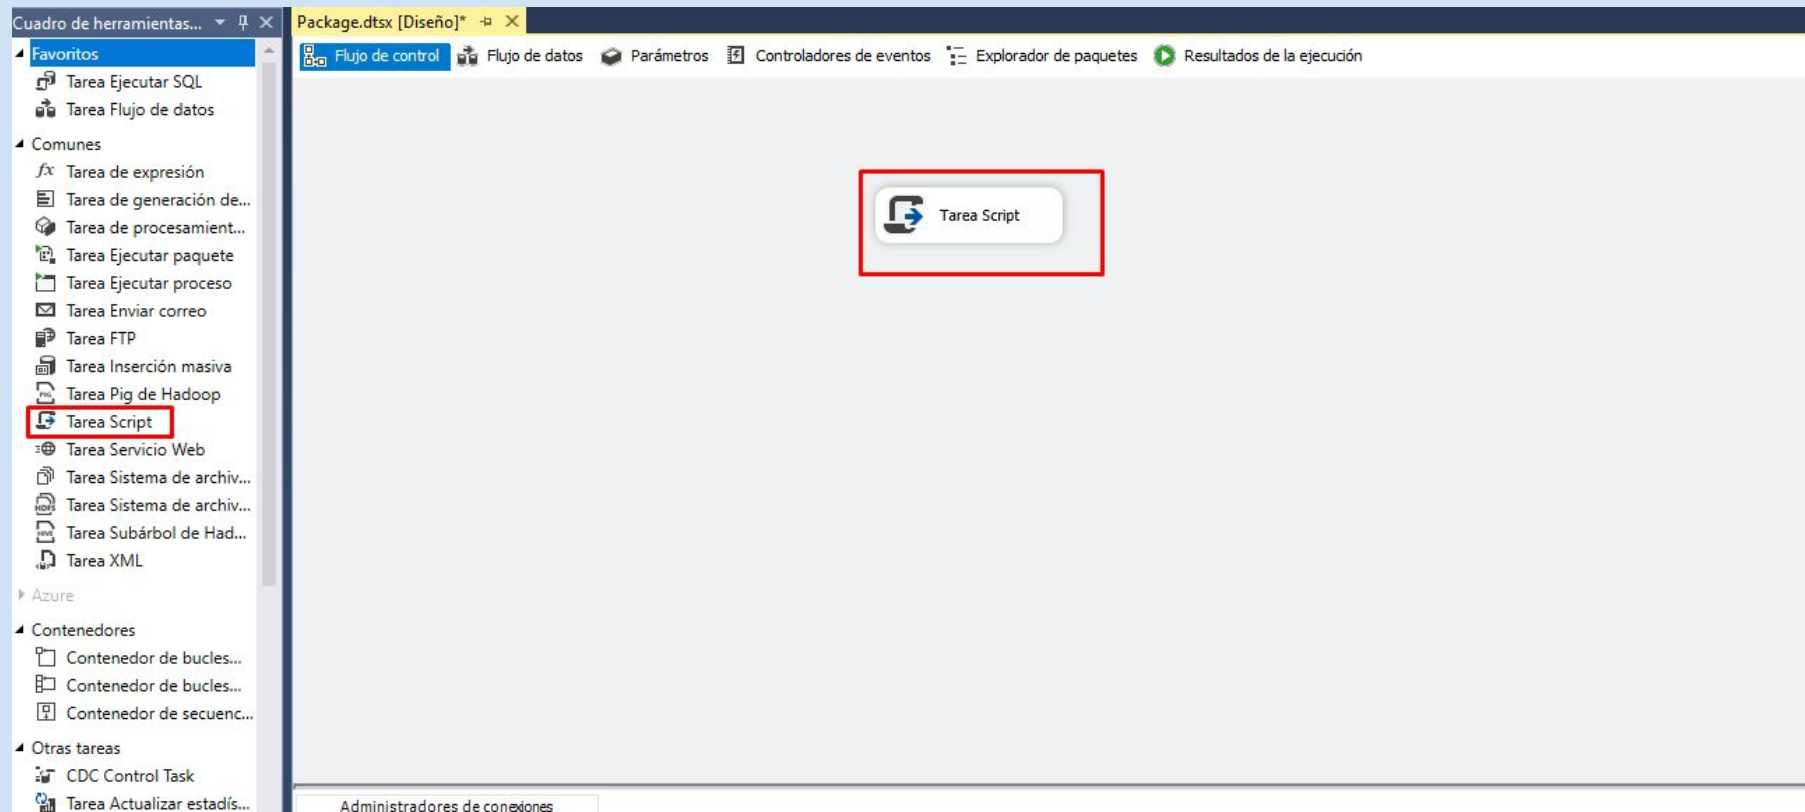 Cuadro de herramientas...
Favoritos
Tarea Ejecutar SQL
Tarea Flujo de datos
Comunes
fx Tarea de expresión
Tarea de generación de...
Tarea de procesamient...
Tarea Ejecutar paquete
Tarea Ejecutar proceso
Tarea Enviar correo
Tarea FTP
Tarea Inserción masiva
PIG Tarea Pig de Hadoop
Tarea Script
Tarea Servicio Web
Tarea Sistema de archiv...
HDFS Tarea Sistema de archiv...
HIVE Tarea Subárbol de Had...
Tarea XML
Azure
Contenedores
Contenedor de bucles...
Contenedor de bucles...
Contenedor de secuenc...
Otras tareas
CDC Control Task
Tarea Actualizar estadís...
Package.dtsx [Diseño]*
Flujo de control Flujo de datos Parámetros Controladores de eventos Explorador de paquetes Resultados de la ejecución
Tarea Script
Administradores de conexiones